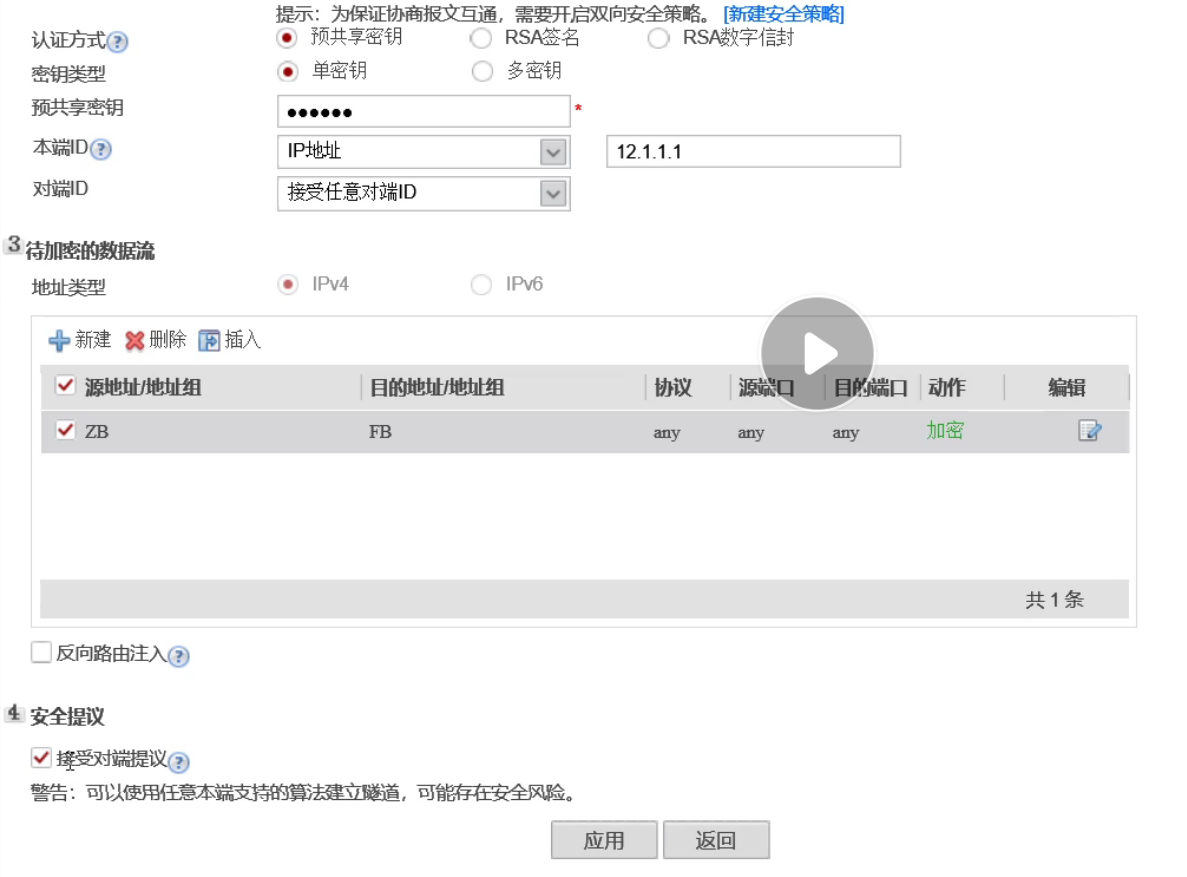 提示：为保证协商报文互通，需要开启双向安全策略。 [新建安全策略]
认证方式 预共享密钥 RSA签名 RSA数字信封
密钥类型 单密钥 多密钥
预共享密钥 •••••• *
本端ID IP地址 12.1.1.1
对端ID 接受任意对端ID
3 待加密的数据流
地址类型 IPv4 IPv6
新建 删除 插入
源地址/地址组 目的地址/地址组 协议 源端口 目的端口 动作 编辑
ZB FB any any any 加密
共 1 条
反向路由注入
4 安全提议
接受对端提议
警告：可以使用任意本端支持的算法建立隧道，可能存在安全风险。
应用 返回